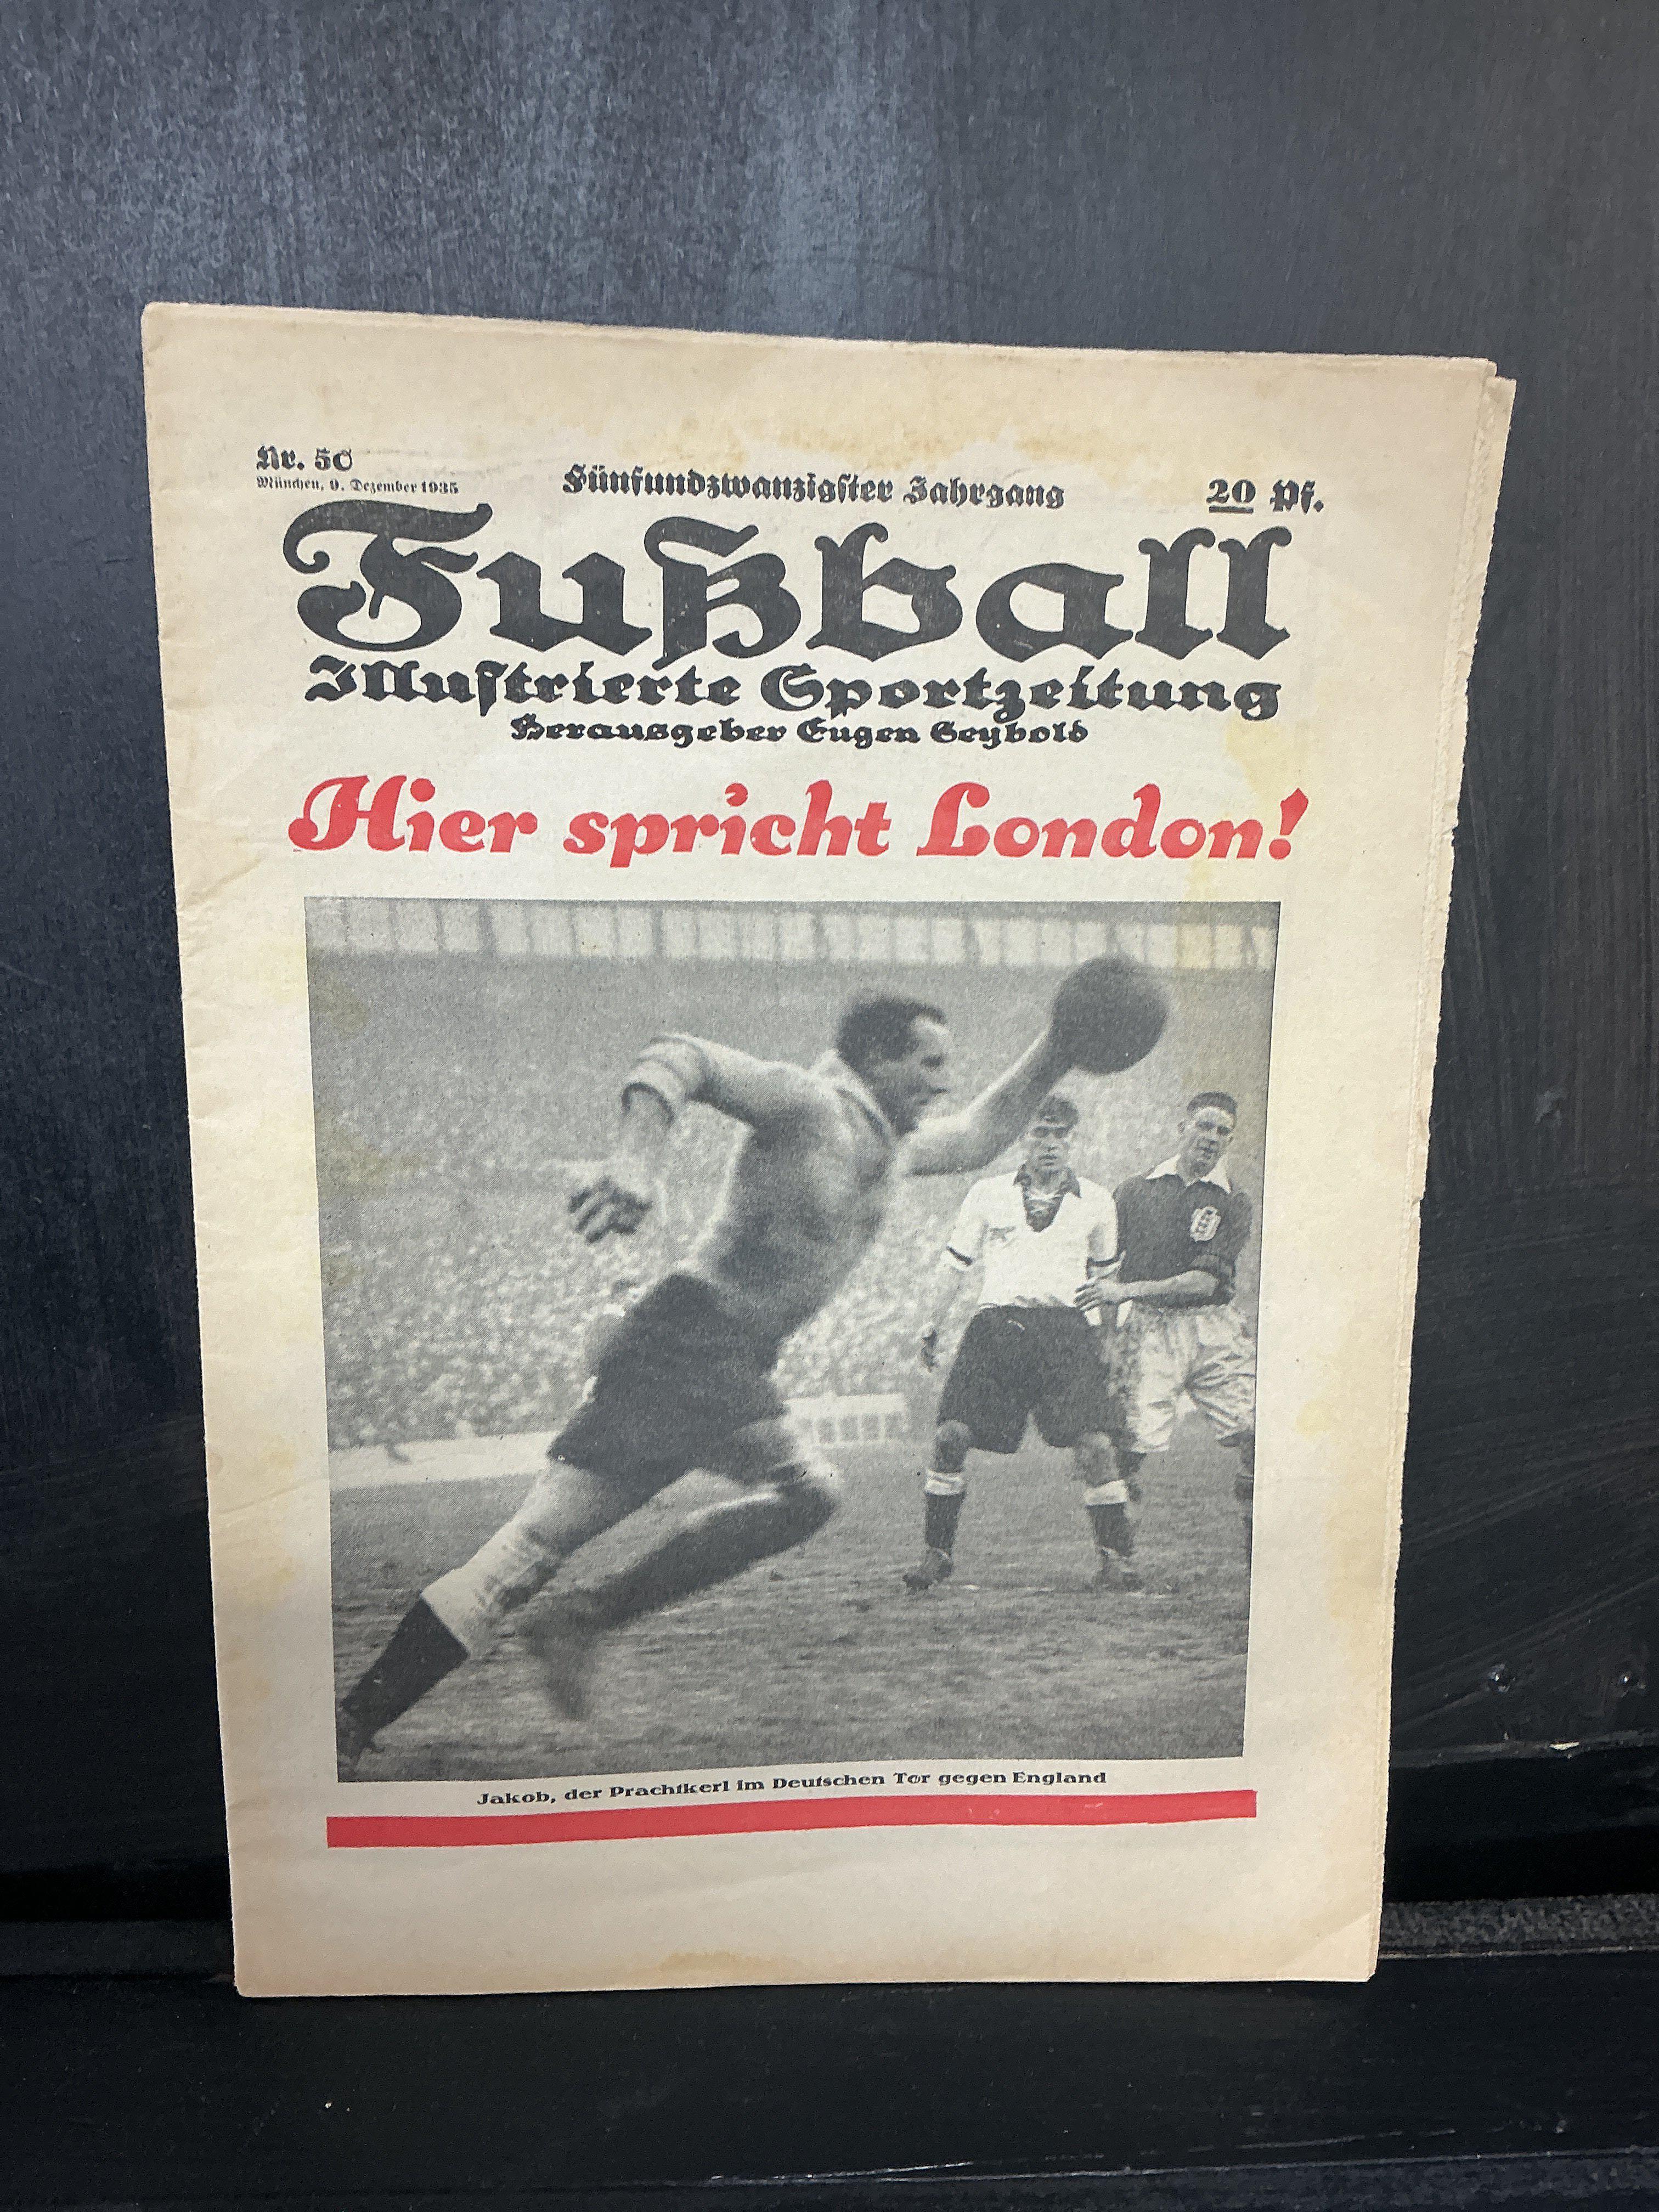 Nr. 50
München, 9. Dezember 1935
Fünfundzwanzigster Jahrgang
20 Pf.
Fußball
Illustrierte Sportzeitung
Herausgeber Eugen Seybold
Hier spricht London!
Jakob, der Prachtkerl im Deutschen Tor gegen England